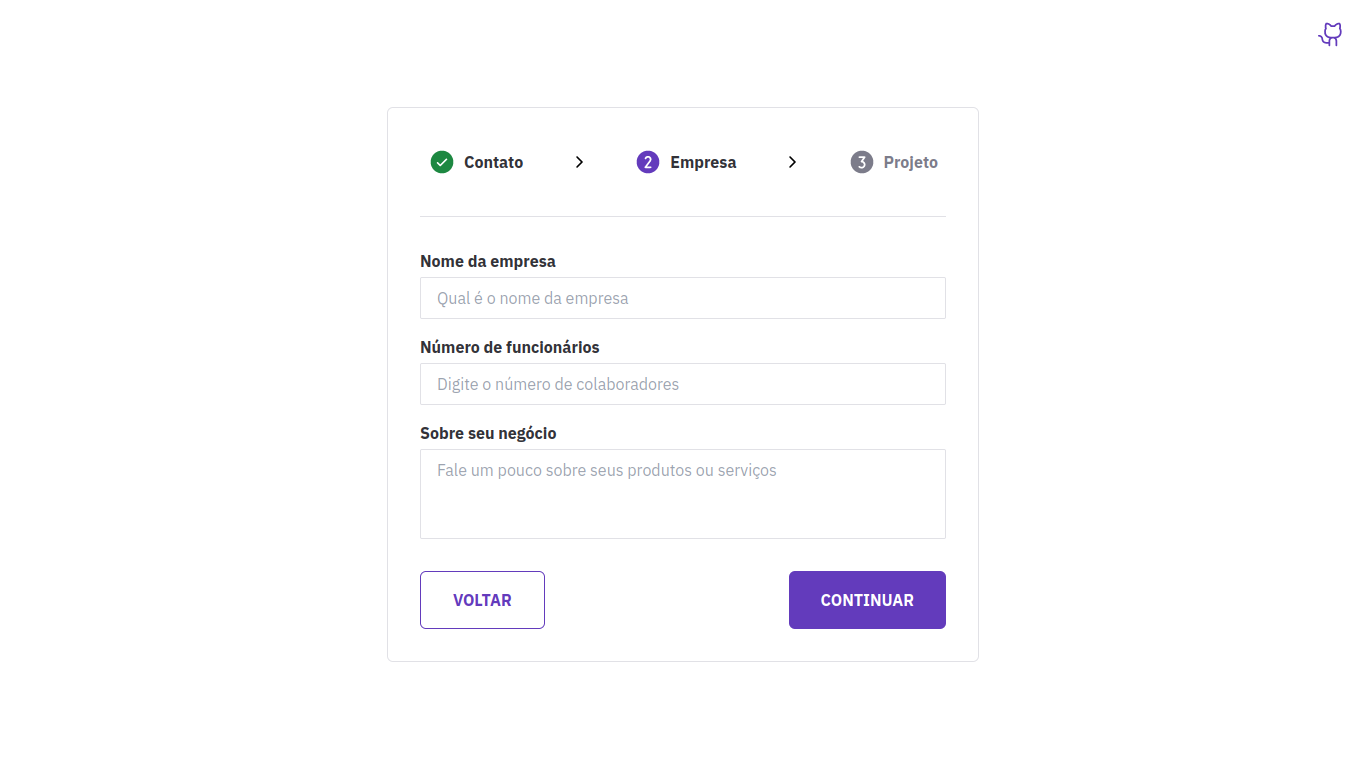 Contato
2 Empresa
3 Projeto
Nome da empresa
Qual é o nome da empresa
Número de funcionários
Digite o número de colaboradores
Sobre seu negócio
Fale um pouco sobre seus produtos ou serviços
VOLTAR
CONTINUAR